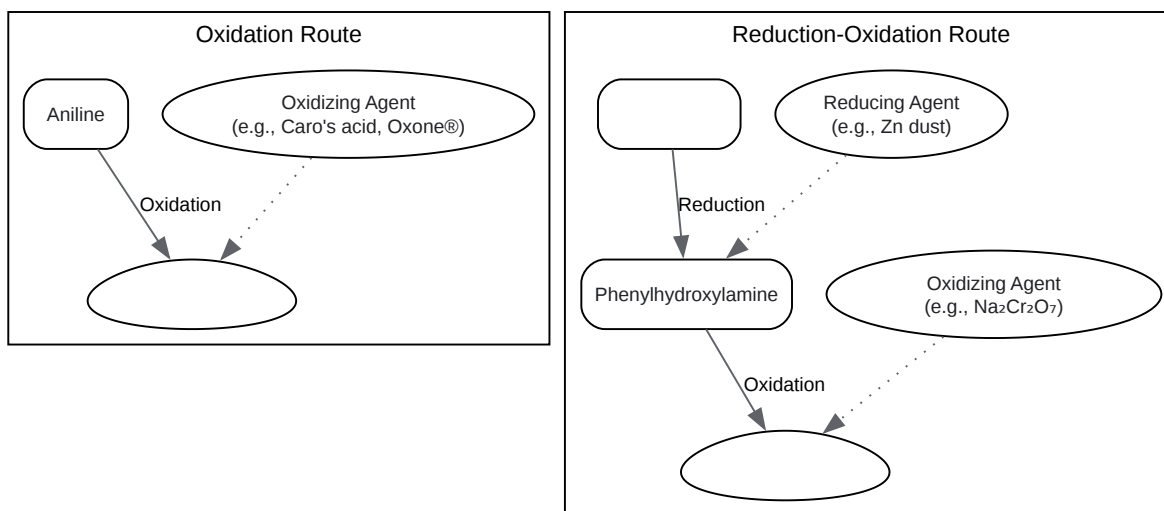 Oxidation Route
Aniline
Oxidizing Agent
(e.g., Caro's acid, Oxone®)
Oxidation
Reduction-Oxidation Route
Reducing Agent
(e.g., Zn dust)
Reduction
Phenylhydroxylamine
Oxidizing Agent
(e.g., Na₂Cr₂O₇)
Oxidation